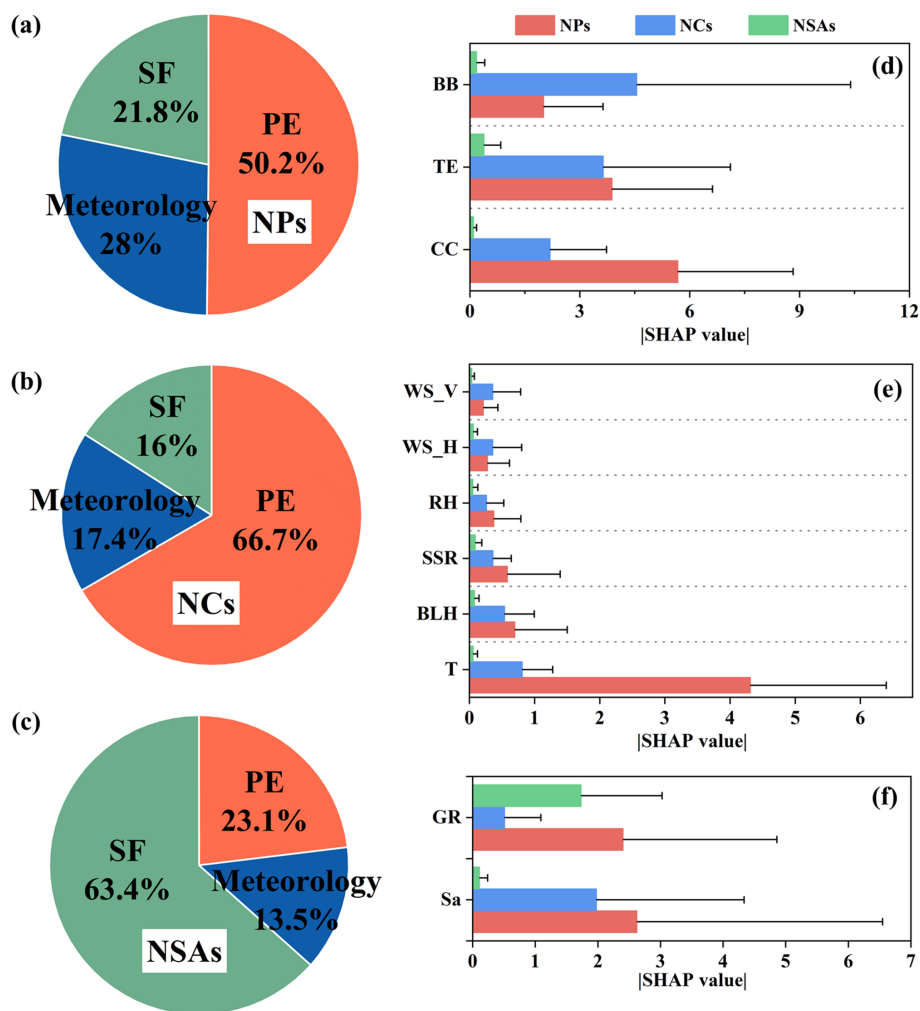 (a)
SF
21.8%
PE
50.2%
Meteorology
28%
NPs
NPs NCs NSAs
(d)
BB
TE
CC
0 3 6 9 12
|SHAP value|
(b)
SF
16%
Meteorology
17.4%
PE
66.7%
NCs
(e)
WS_V
WS_H
RH
SSR
BLH
T
0 1 2 3 4 5 6
|SHAP value|
(c)
PE
23.1%
SF
63.4%
Meteorology
13.5%
NSAs
(f)
GR
Sa
0 1 2 3 4 5 6 7
|SHAP value|